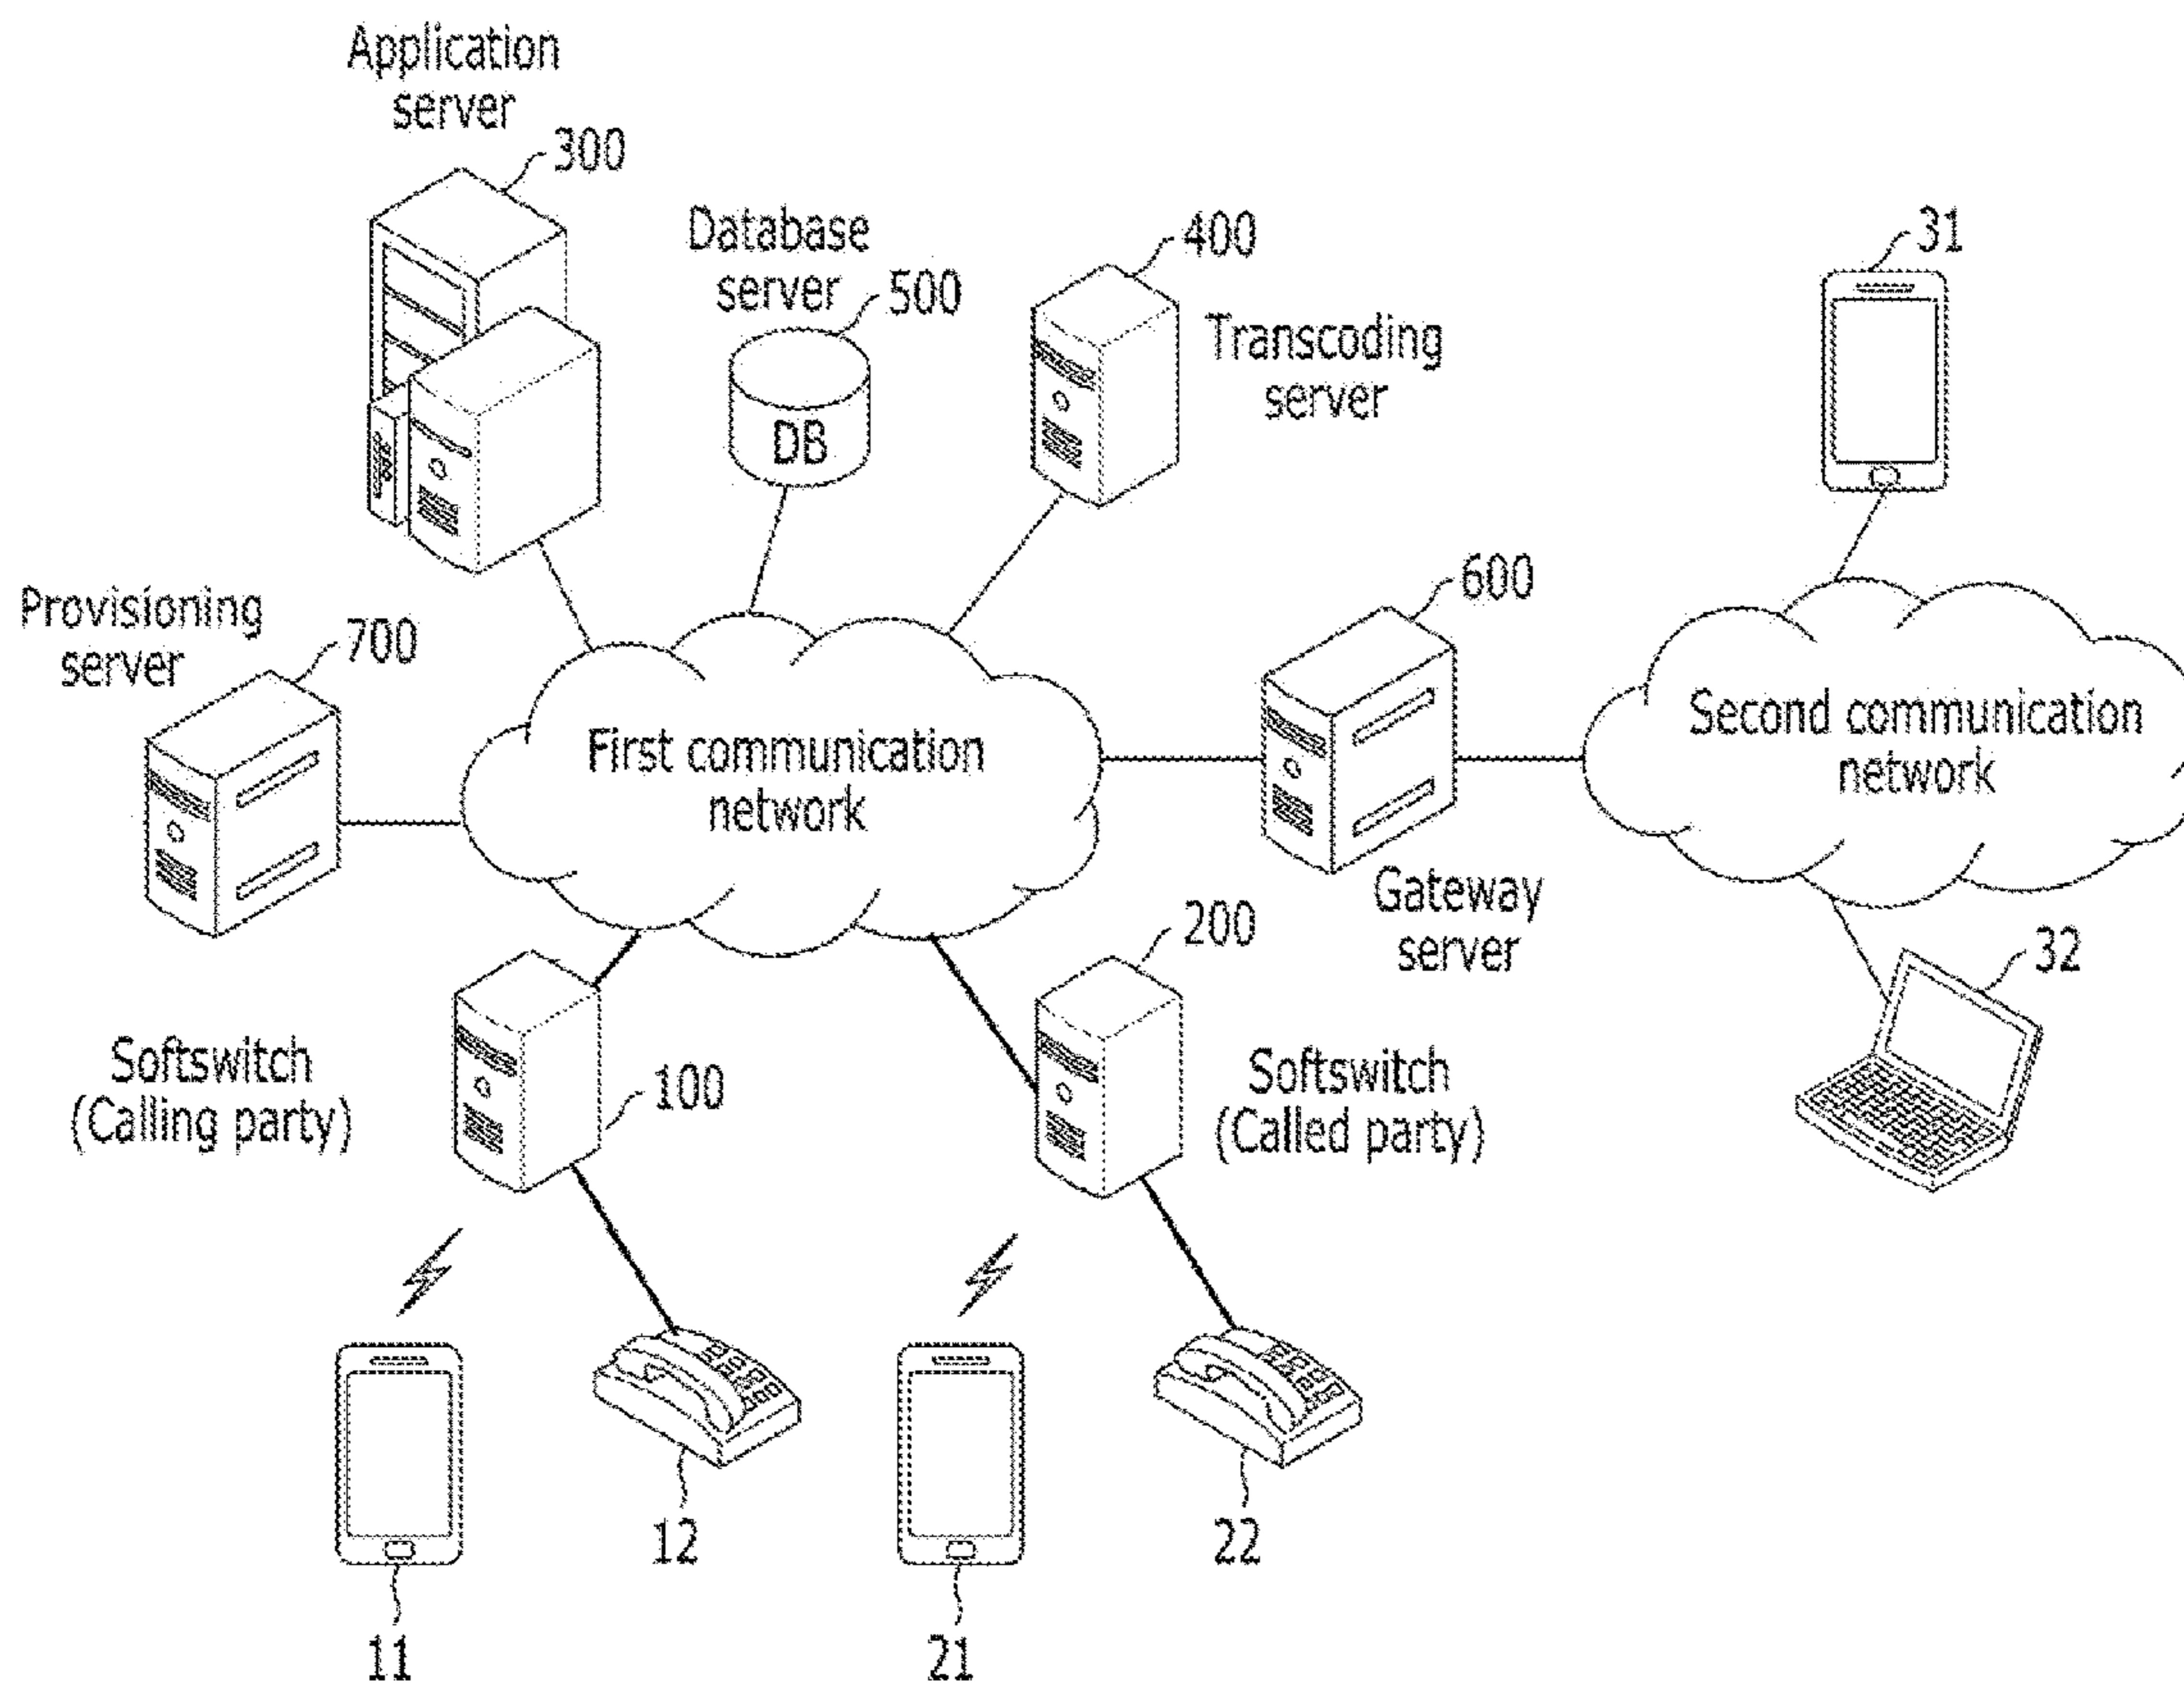 Application
server
300
Database
server
500
400
Transcoding
server
31
Provisioning
server
700
DB
600
First communication
network
Second communication
network
Gateway
server
200
32
Softswitch
(Calling party)
100
Softswitch
(Called party)
12
22
11
21